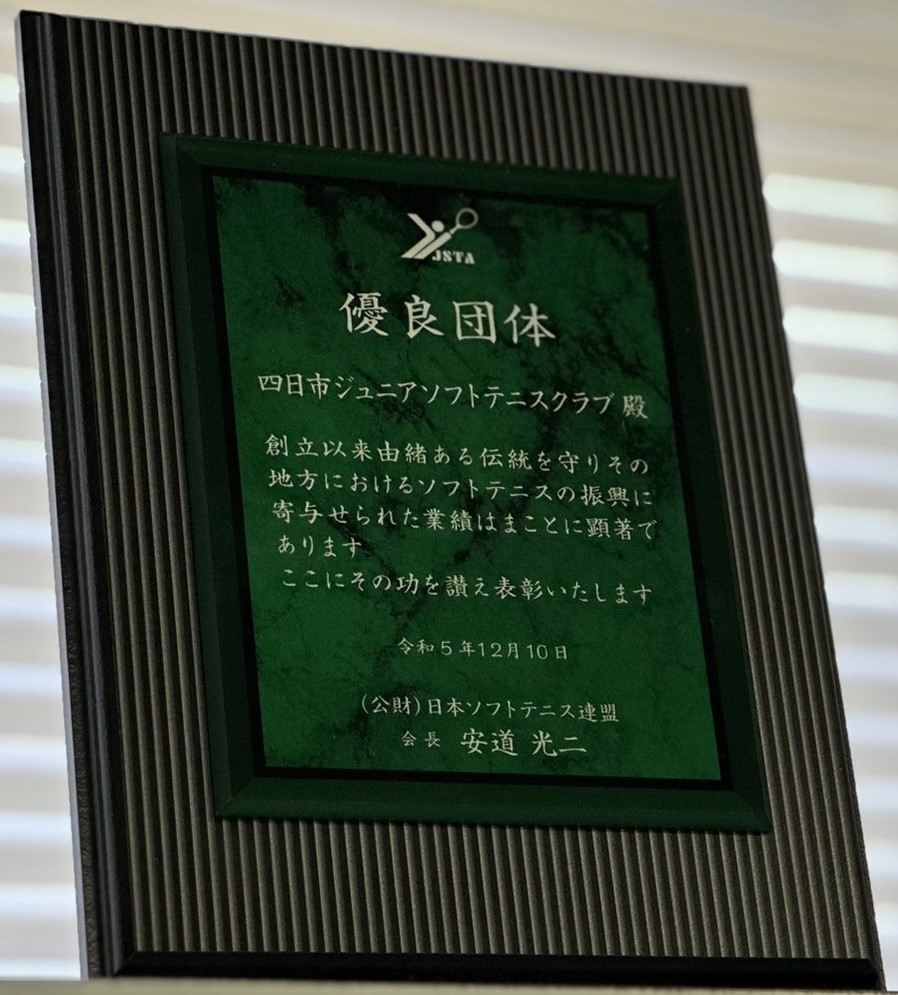 JSTA
優良団体
四日市ジュニアソフトテニスクラブ 殿
創立以来由緒ある伝統を守りその
地方におけるソフトテニスの振興に
寄与せられた業績はまことに顕著で
あります
ここにその功を讃え表彰いたします
令和5年12月10日
(公財)日本ソフトテニス連盟
会長 安道 光二